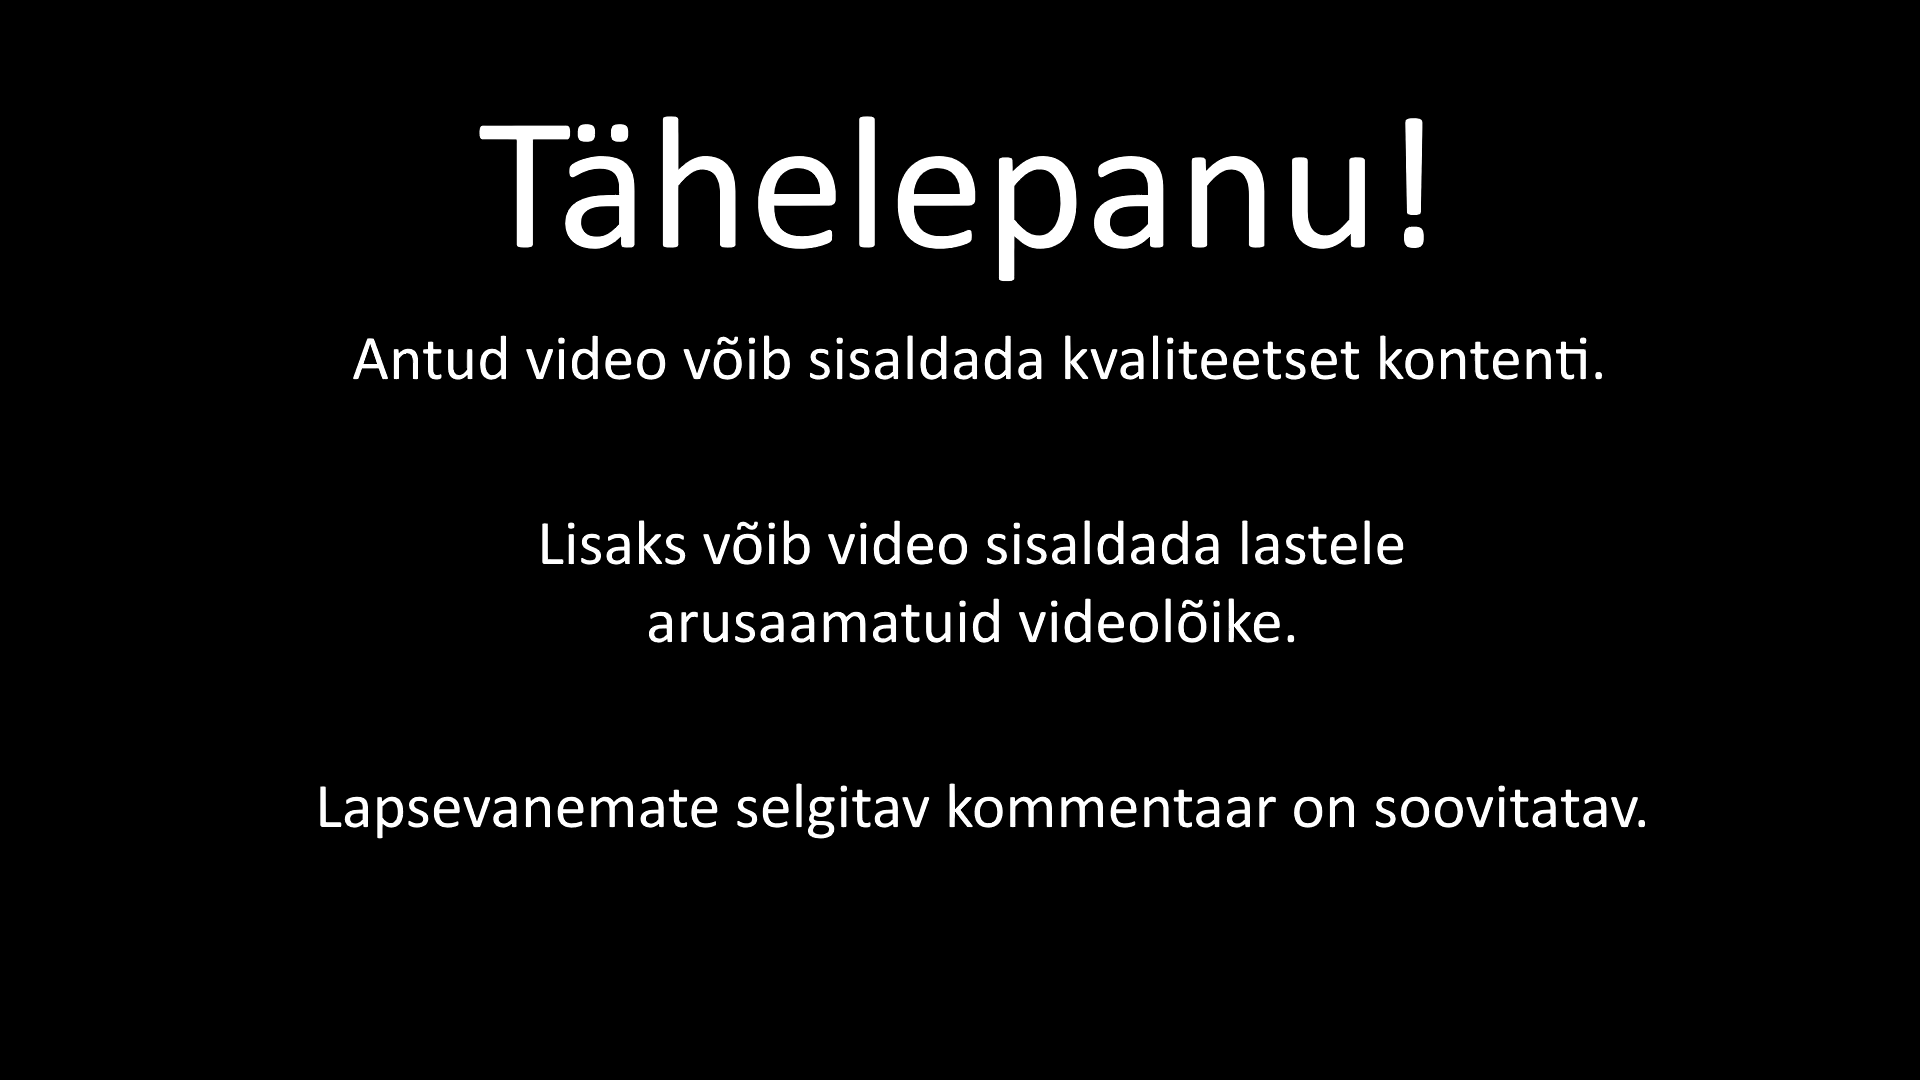 Tähelepanu!
Antud video võib sisaldada kvaliteetset kontenti.
Lisaks võib video sisaldada lastele
arusaamatuid videolõike.
Lapsevanemate selgitav kommentaar on soovitatav.